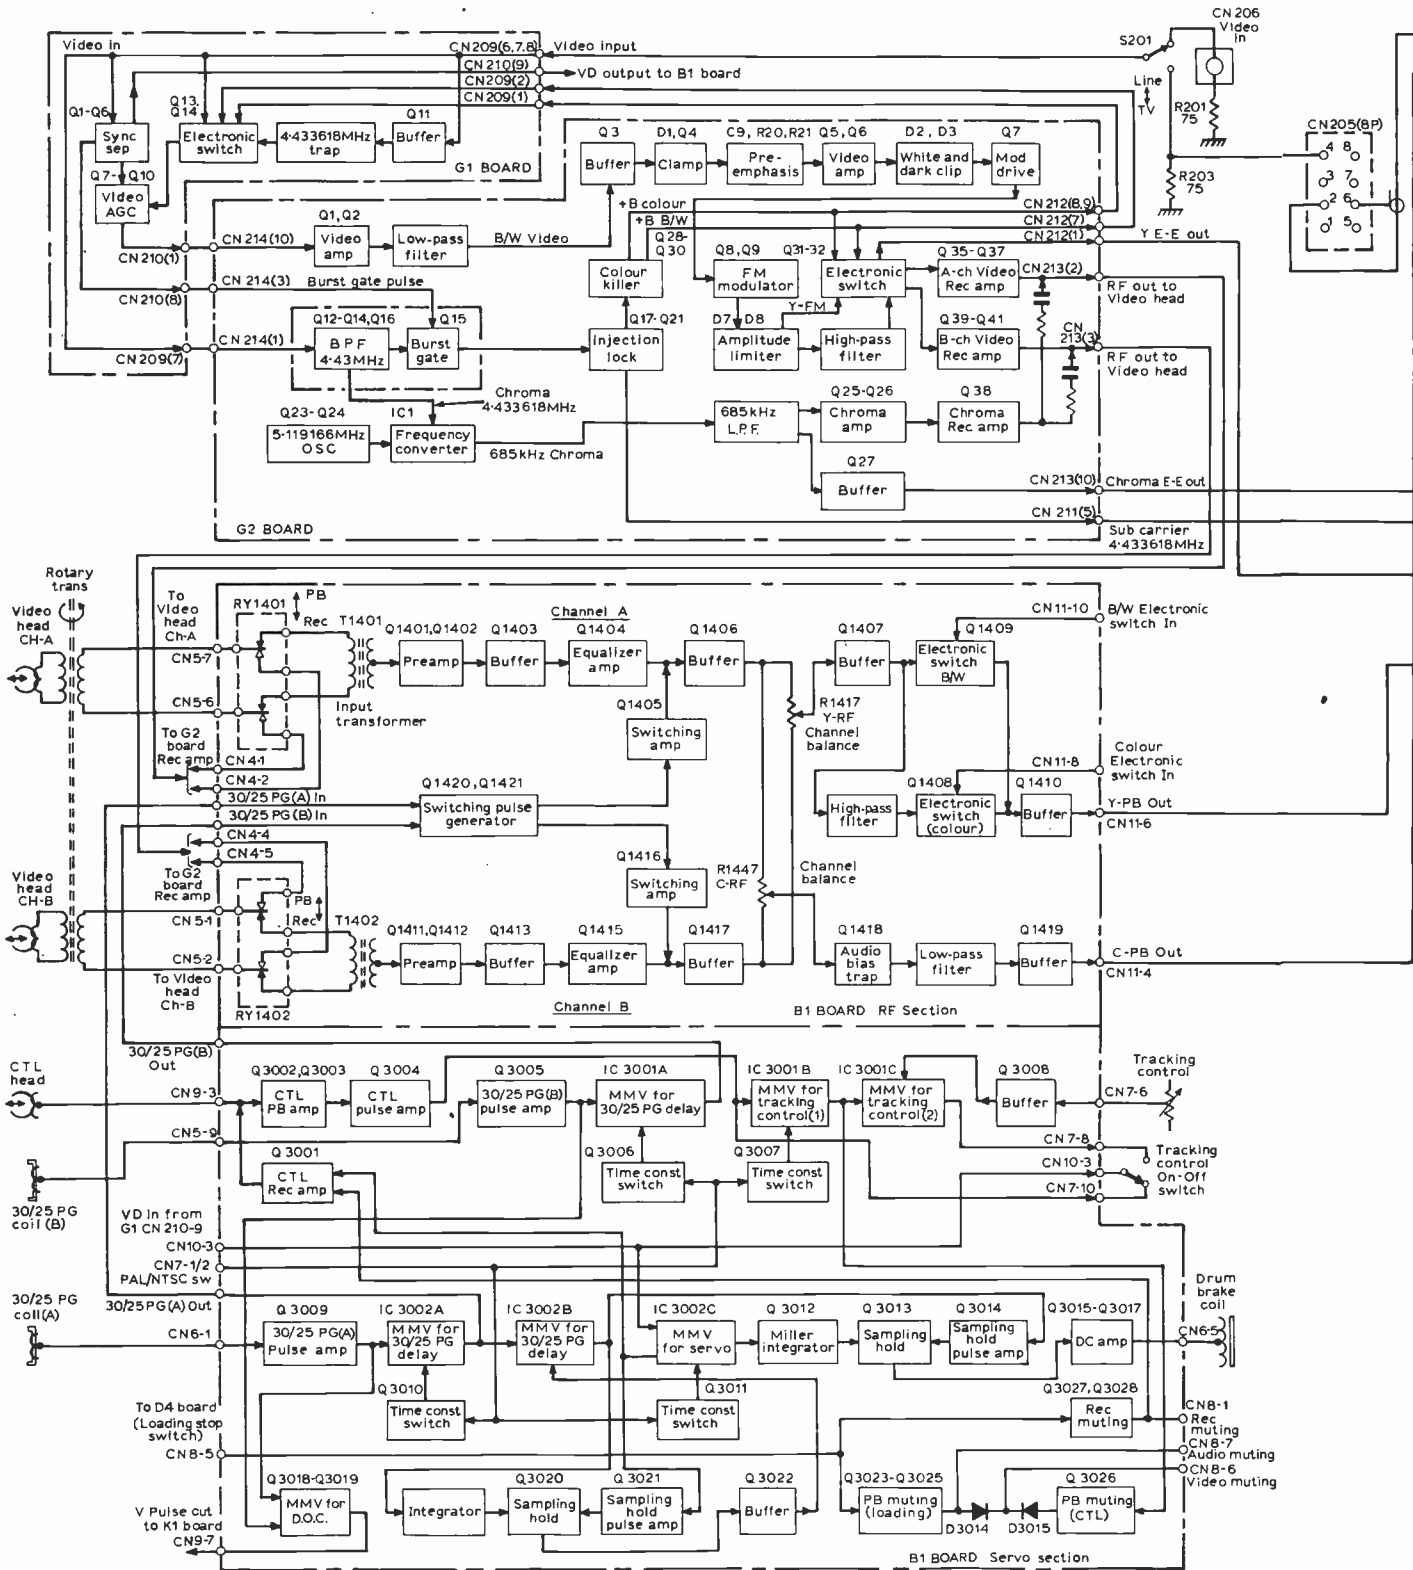 CN 206
Video in
Video in
CN209(6,7,8)
Video input
S201
CN210(9)
VD output to B1 board
CN209(2)
CN209(1)
Line
TV
R201
75
CN205(8P)
4 8
3 7
2 6
1 5
R203
75
Q1-Q6
Sync sep
Q13, Q14
Electronic switch
4·433618MHz trap
Q11
Buffer
Q7-Q10
Video AGC
G1 BOARD
Q3
Buffer
D1, Q4
Clamp
C9, R20, R21
Pre-emphasis
Q5, Q6
Video amp
D2, D3
White and dark clip
Q7
Mod drive
+B colour
+B B/W
CN212(8,9)
CN212(7)
CN212(1)
Y E-E out
CN210(1)
CN214(10)
Q1, Q2
Video amp
Low-pass filter
B/W Video
Q28-Q30
Colour killer
Q8, Q9
FM modulator
Q31-32
Electronic switch
Q35-Q37
A-ch Video Rec amp
CN213(2)
RF out to Video head
CN210(8)
CN214(3)
Burst gate pulse
Y-FM
CN209(7)
CN214(1)
Q12-Q14, Q16
B P F
4·43MHz
Q15
Burst gate
Q17-Q21
Injection lock
D7, D8
Amplitude limiter
High-pass filter
Q39-Q41
B-ch Video Rec amp
CN 213(3)
RF out to Video head
Chroma
4·433618MHz
Q23-Q24
5·119166MHz OSC
IC1
Frequency converter
685kHz Chroma
685kHz L.P.F.
Q25-Q26
Chroma amp
Q38
Chroma Rec amp
Q27
Buffer
CN213(10)
Chroma E-E out
CN 211(5)
Sub carrier
4·433618MHz
G2 BOARD
Rotary trans
Video head CH-A
To Video head Ch-A
CN5-7
CN5-6
RY1401
PB
Rec
T1401
Input transformer
Channel A
Q1401,Q1402
Preamp
Q1403
Buffer
Q1404
Equalizer amp
Q1406
Buffer
Q1407
Buffer
CN11-10
B/W Electronic switch In
Q1409
Electronic switch B/W
Q1405
Switching amp
R1417
Y-RF
Channel balance
To G2 board Rec amp
CN4-1
CN4-2
30/25 PG(A) In
30/25 PG(B) In
CN4-4
CN4-5
To G2 board Rec amp
Q1420, Q1421
Switching pulse generator
CN11-8
Colour Electronic switch In
High-pass filter
Q1408
Electronic switch (colour)
Q1410
Buffer
Y-PB Out
CN11-6
Q1416
Switching amp
R1447
C-RF
Channel balance
Video head CH-B
CN5-1
CN5-2
To Video head Ch-B
RY1402
PB
Rec
T1402
Q1411,Q1412
Preamp
Q1413
Buffer
Q1415
Equalizer amp
Q1417
Buffer
Q1418
Audio bias trap
Low-pass filter
Q1419
Buffer
C-PB Out
CN11-4
Channel B
B1 BOARD RF Section
30/25 PG(B) Out
CTL head
CN9-3
Q3002, Q3003
CTL PB amp
Q3004
CTL pulse amp
Q3005
30/25 PG(B) pulse amp
IC 3001A
MMV for 30/25 PG delay
IC 3001B
MMV for tracking control(1)
IC 3001C
MMV for tracking control(2)
Q 3008
Buffer
CN7-6
Tracking control
CN5-9
Q 3001
CTL Rec amp
Q 3006
Time const switch
Q 3007
Time const switch
CN7-8
CN10-3
CN7-10
Tracking control On-Off switch
30/25 PG coil (B)
VD In from G1 CN 210-9
CN10-3
CN7-1/2
PAL/NTSC sw
30/25PG(A) Out
30/25 PG coil(A)
CN6-1
Q 3009
30/25 PG(A) Pulse amp
IC 3002A
MMV for 30/25 PG delay
IC 3002B
MMV for 30/25 PG delay
IC 3002C
MMV for servo
Q 3012
Miller integrator
Q 3013
Sampling hold
Q 3014
Sampling hold pulse amp
Q3015-Q3017
DC amp
CN6-5
Drum brake coil
Q 3010
Time const switch
Q 3011
Time const switch
Q3027, Q3028
Rec muting
CN8-1
Rec muting
CN8-7
Audio muting
CN8-6
Video muting
To D4 board (Loading stop switch)
CN8-5
Q 3018-Q3019
MMV for D.O.C.
Integrator
Q3020
Sampling hold
Q 3021
Sampling hold pulse amp
Q3022
Buffer
Q3023-Q3025
PB muting (loading)
D3014
D3015
Q 3026
PB muting (CTL)
V Pulse cut to K1 board
CN9-7
B1 BOARD Servo section